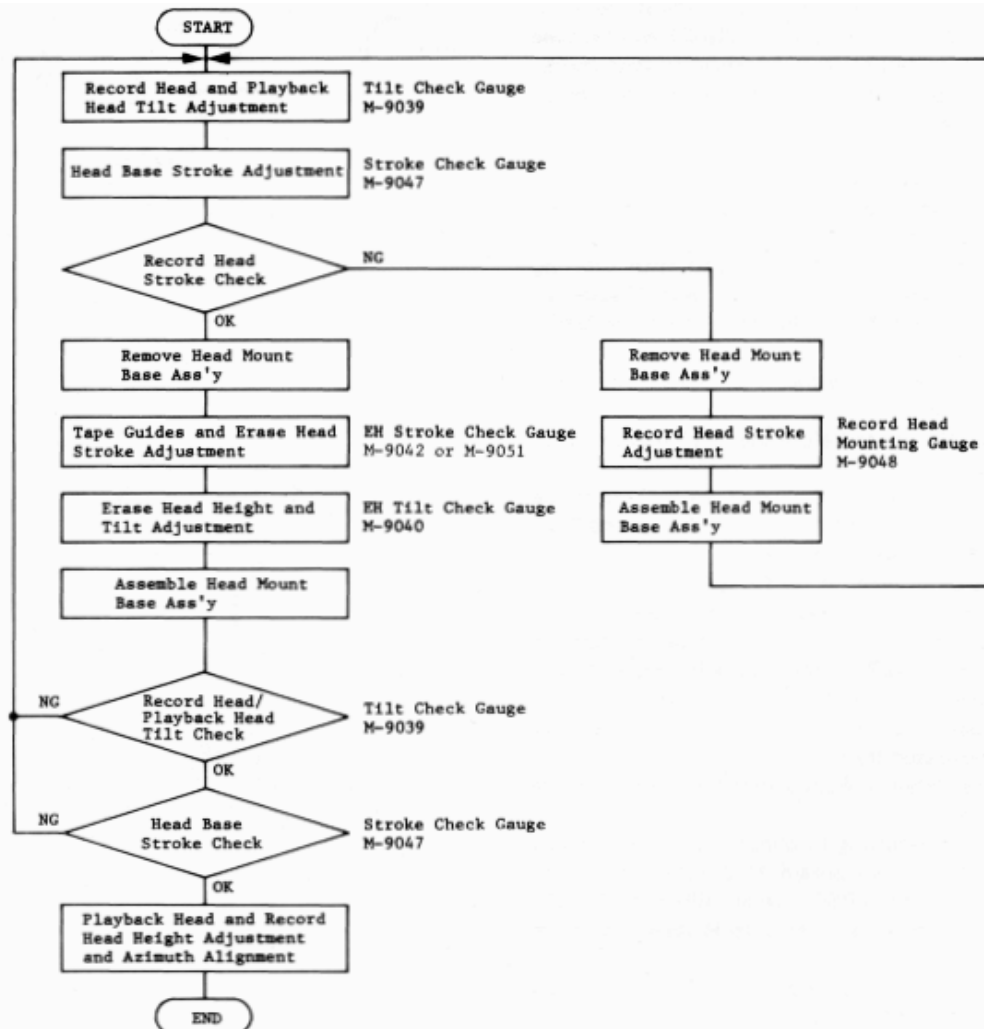 START
Record Head and Playback
Head Tilt Adjustment
Tilt Check Gauge
M-9039
Head Base Stroke Adjustment
Stroke Check Gauge
M-9047
Record Head
Stroke Check
NG
OK
Remove Head Mount
Base Ass'y
Remove Head Mount
Base Ass'y
Tape Guides and Erase Head
Stroke Adjustment
EH Stroke Check Gauge
M-9042 or M-9051
Record Head Stroke
Adjustment
Record Head
Mounting Gauge
M-9048
Erase Head Height and
Tilt Adjustment
EH Tilt Check Gauge
M-9040
Assemble Head Mount
Base Ass'y
Assemble Head Mount
Base Ass'y
NG
Record Head/
Playback Head
Tilt Check
Tilt Check Gauge
M-9039
OK
NG
Head Base
Stroke Check
Stroke Check Gauge
M-9047
OK
Playback Head and Record
Head Height Adjustment
and Azimuth Alignment
END